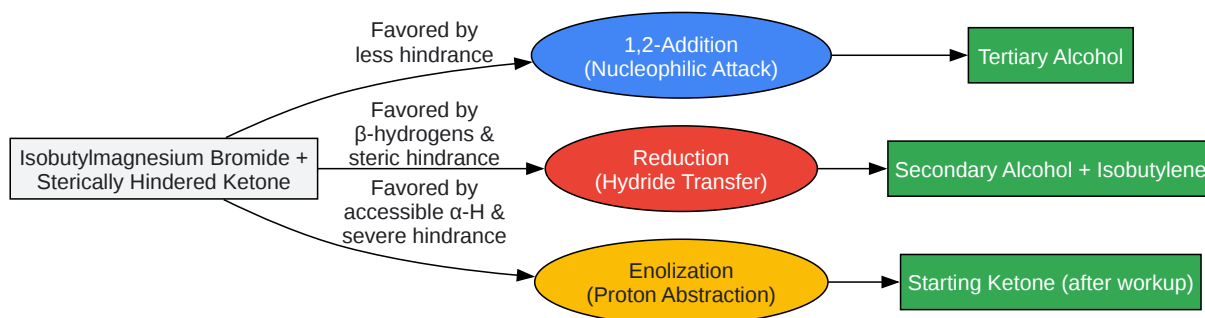 Isobutylmagnesium Bromide +
Sterically Hindered Ketone
Favored by
less hindrance
1,2-Addition
(Nucleophilic Attack)
Tertiary Alcohol
Favored by
β-hydrogens &
steric hindrance
Reduction
(Hydride Transfer)
Secondary Alcohol + Isobutylene
Favored by
accessible α-H &
severe hindrance
Enolization
(Proton Abstraction)
Starting Ketone (after workup)